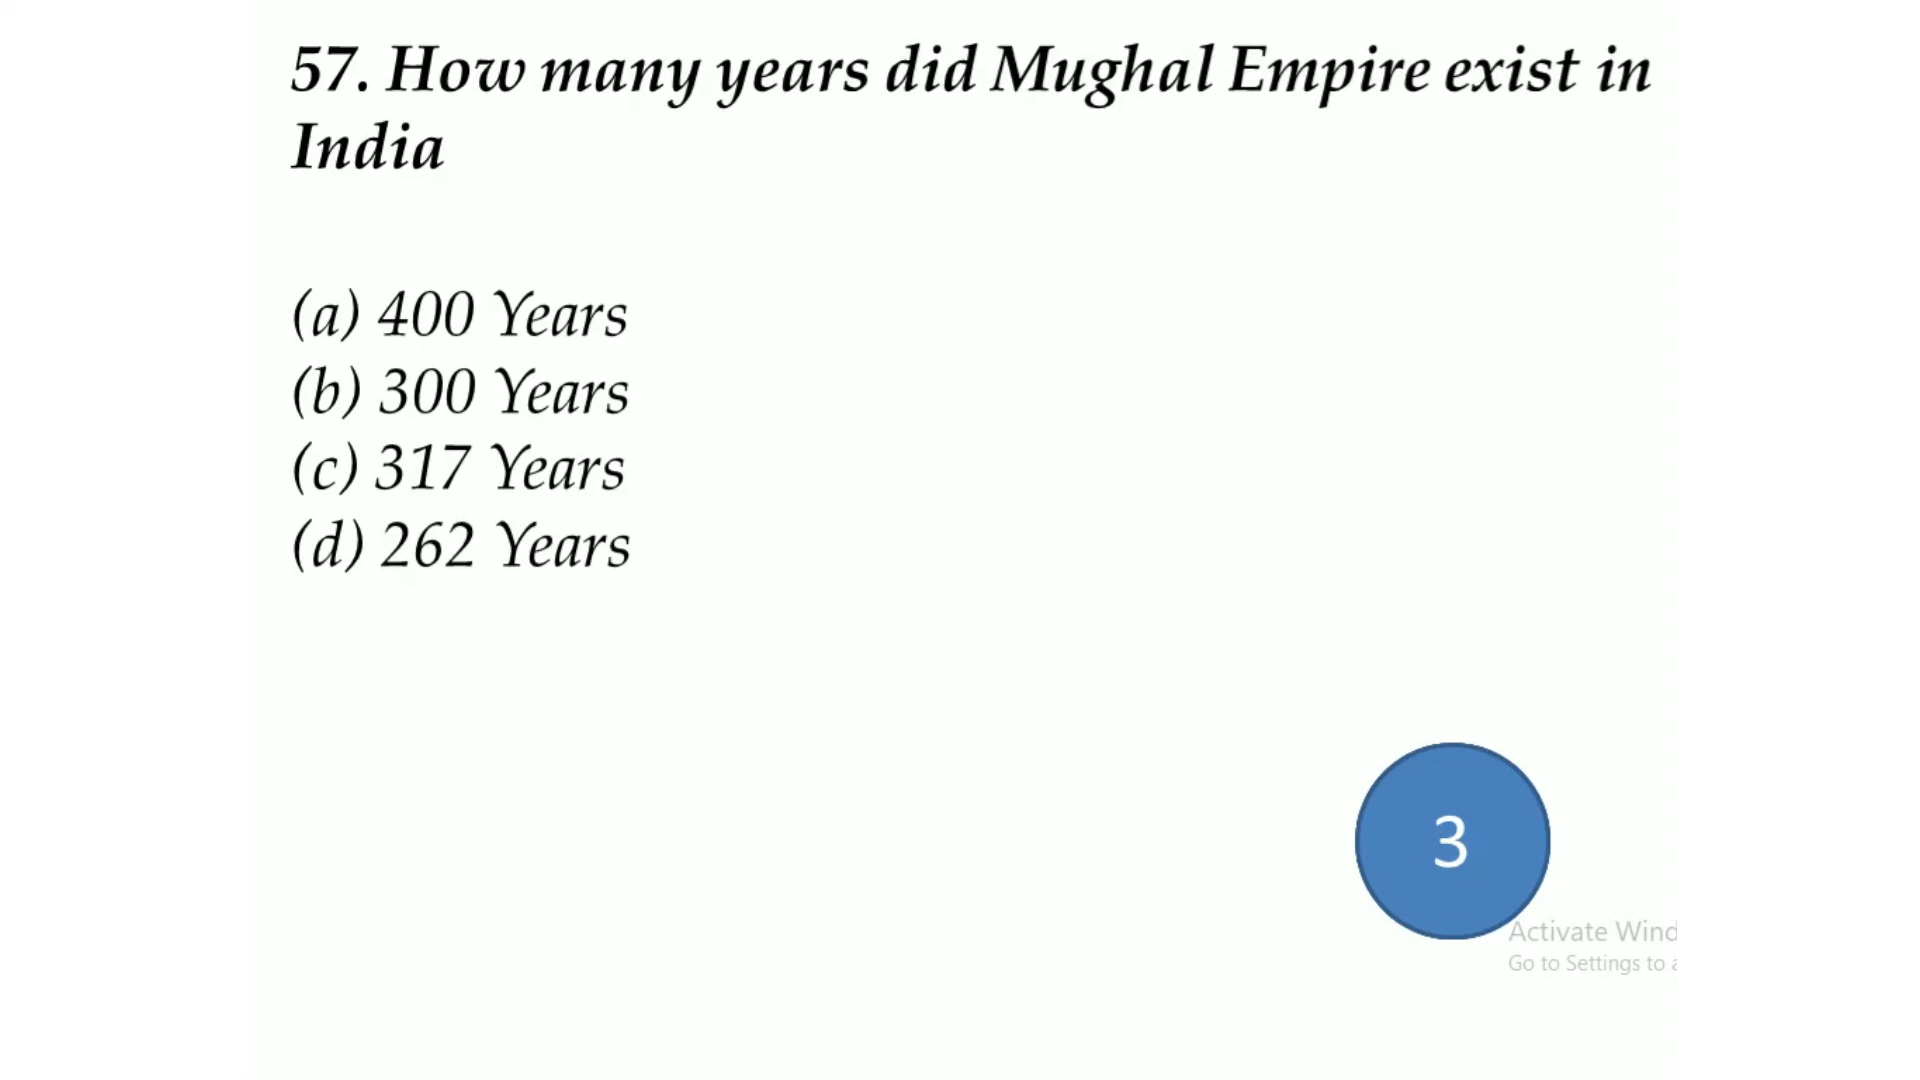 57. How many years did Mughal Empire exist in
India
(a) 400 Years
(b) 300 Years
(c) 317 Years
(d) 262 Years
3
Activate Wind
Go to Settings to a